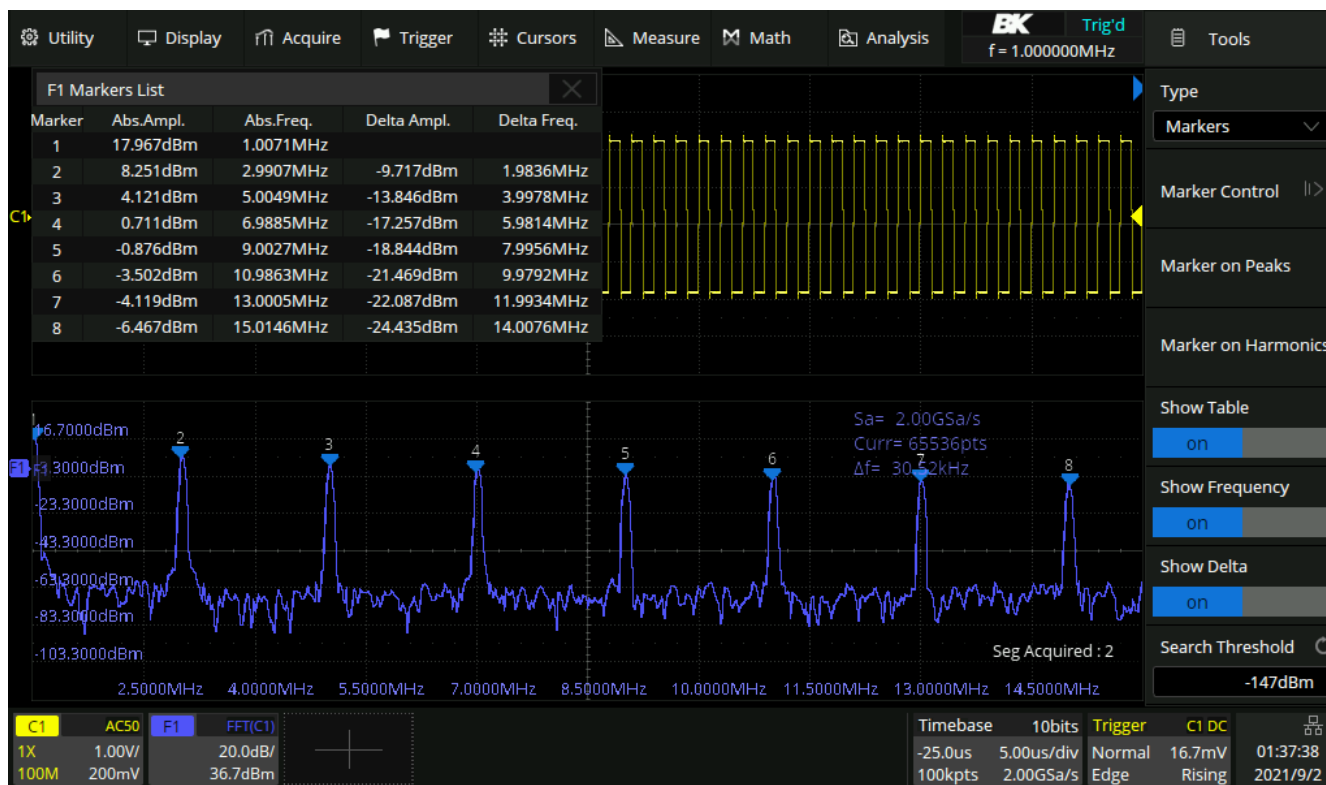 Utility Display Acquire Trigger Cursors Measure Math Analysis BK Trig'd Tools
f = 1.000000MHz
F1 Markers List
Marker Abs.Ampl. Abs.Freq. Delta Ampl. Delta Freq.
1 17.967dBm 1.0071MHz
2 8.251dBm 2.9907MHz -9.717dBm 1.9836MHz
3 4.121dBm 5.0049MHz -13.846dBm 3.9978MHz
4 0.711dBm 6.9885MHz -17.257dBm 5.9814MHz
5 -0.876dBm 9.0027MHz -18.844dBm 7.9956MHz
6 -3.502dBm 10.9863MHz -21.469dBm 9.9792MHz
7 -4.119dBm 13.0005MHz -22.087dBm 11.9934MHz
8 -6.467dBm 15.0146MHz -24.435dBm 14.0076MHz
C1
Type
Markers
Marker Control
Marker on Peaks
Marker on Harmonics
Show Table
on
Show Frequency
on
Show Delta
on
Search Threshold
-147dBm
Sa= 2.00GSa/s
Curr= 65536pts
Δf= 30.52kHz
1 2 3 4 5 6 7 8
16.7000dBm
F1 -3.3000dBm
-23.3000dBm
-43.3000dBm
-63.3000dBm
-83.3000dBm
-103.3000dBm
Seg Acquired : 2
2.5000MHz 4.0000MHz 5.5000MHz 7.0000MHz 8.5000MHz 10.0000MHz 11.5000MHz 13.0000MHz 14.5000MHz
C1 AC50
1X 1.00V/
100M 200mV
F1 FFT(C1)
20.0dB/
36.7dBm
Timebase 10bits
-25.0us 5.00us/div
100kpts 2.00GSa/s
Trigger C1 DC
Normal 16.7mV
Edge Rising
01:37:38
2021/9/2